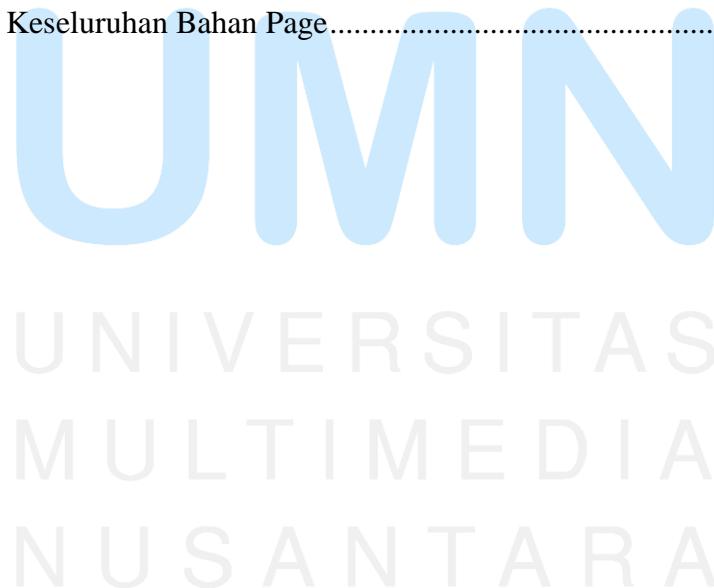 Keseluruhan Bahan Page................................................
UMN
UNIVERSITAS
MULTIMEDIA
NUSANTARA